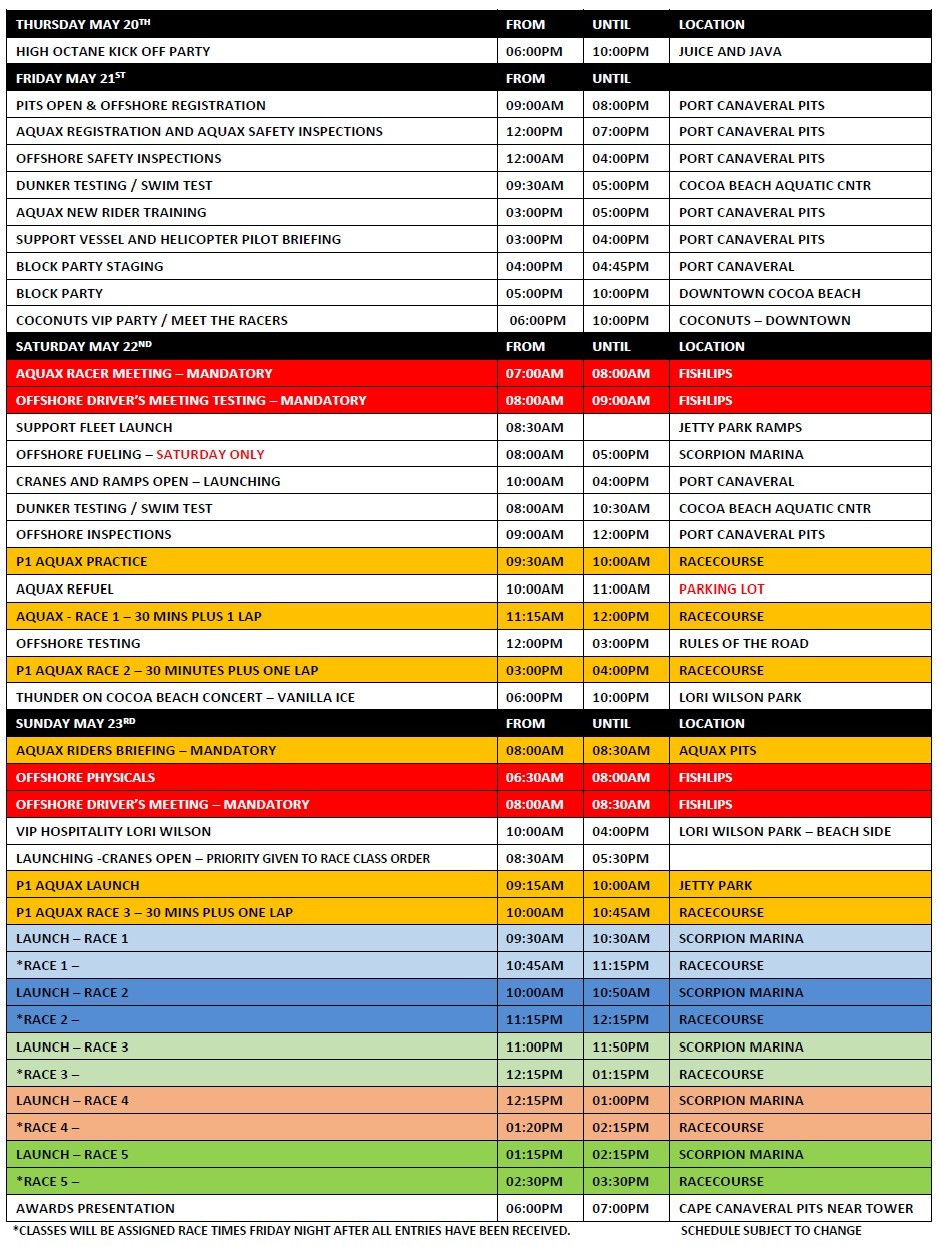 THURSDAY MAY 20TH FROM UNTIL LOCATION
HIGH OCTANE KICK OFF PARTY 06:00PM 10:00PM JUICE AND JAVA
FRIDAY MAY 21ST FROM UNTIL
PITS OPEN & OFFSHORE REGISTRATION 09:00AM 08:00PM PORT CANAVERAL PITS
AQUAX REGISTRATION AND AQUAX SAFETY INSPECTIONS 12:00PM 07:00PM PORT CANAVERAL PITS
OFFSHORE SAFETY INSPECTIONS 12:00AM 04:00PM PORT CANAVERAL PITS
DUNKER TESTING / SWIM TEST 09:30AM 05:00PM COCOA BEACH AQUATIC CNTR
AQUAX NEW RIDER TRAINING 03:00PM 05:00PM PORT CANAVERAL PITS
SUPPORT VESSEL AND HELICOPTER PILOT BRIEFING 03:00PM 04:00PM PORT CANAVERAL PITS
BLOCK PARTY STAGING 04:00PM 04:45PM PORT CANAVERAL
BLOCK PARTY 05:00PM 10:00PM DOWNTOWN COCOA BEACH
COCONUTS VIP PARTY / MEET THE RACERS 06:00PM 10:00PM COCONUTS – DOWNTOWN
SATURDAY MAY 22ND FROM UNTIL LOCATION
AQUAX RACER MEETING – MANDATORY 07:00AM 08:00AM FISHLIPS
OFFSHORE DRIVER'S MEETING TESTING – MANDATORY 08:00AM 09:00AM FISHLIPS
SUPPORT FLEET LAUNCH 08:30AM JETTY PARK RAMPS
OFFSHORE FUELING – SATURDAY ONLY 08:00AM 05:00PM SCORPION MARINA
CRANES AND RAMPS OPEN – LAUNCHING 10:00AM 04:00PM PORT CANAVERAL
DUNKER TESTING / SWIM TEST 08:00AM 10:30AM COCOA BEACH AQUATIC CNTR
OFFSHORE INSPECTIONS 09:00AM 12:00PM PORT CANAVERAL PITS
P1 AQUAX PRACTICE 09:30AM 10:00AM RACECOURSE
AQUAX REFUEL 10:00AM 11:00AM PARKING LOT
AQUAX - RACE 1 – 30 MINS PLUS 1 LAP 11:15AM 12:00PM RACECOURSE
OFFSHORE TESTING 12:00PM 03:00PM RULES OF THE ROAD
P1 AQUAX RACE 2 – 30 MINUTES PLUS ONE LAP 03:00PM 04:00PM RACECOURSE
THUNDER ON COCOA BEACH CONCERT – VANILLA ICE 06:00PM 10:00PM LORI WILSON PARK
SUNDAY MAY 23RD FROM UNTIL LOCATION
AQUAX RIDERS BRIEFING – MANDATORY 08:00AM 08:30AM AQUAX PITS
OFFSHORE PHYSICALS 06:30AM 08:00AM FISHLIPS
OFFSHORE DRIVER'S MEETING – MANDATORY 08:00AM 08:30AM FISHLIPS
VIP HOSPITALITY LORI WILSON 10:00AM 04:00PM LORI WILSON PARK – BEACH SIDE
LAUNCHING -CRANES OPEN – PRIORITY GIVEN TO RACE CLASS ORDER 08:30AM 05:30PM
P1 AQUAX LAUNCH 09:15AM 10:00AM JETTY PARK
P1 AQUAX RACE 3 – 30 MINS PLUS ONE LAP 10:00AM 10:45AM RACECOURSE
LAUNCH – RACE 1 09:30AM 10:30AM SCORPION MARINA
*RACE 1 – 10:45AM 11:15PM RACECOURSE
LAUNCH – RACE 2 10:00AM 10:50AM SCORPION MARINA
*RACE 2 – 11:15PM 12:15PM RACECOURSE
LAUNCH – RACE 3 11:00PM 11:50PM SCORPION MARINA
*RACE 3 – 12:15PM 01:15PM RACECOURSE
LAUNCH – RACE 4 12:15PM 01:00PM SCORPION MARINA
*RACE 4 – 01:20PM 02:15PM RACECOURSE
LAUNCH – RACE 5 01:15PM 02:15PM SCORPION MARINA
*RACE 5 – 02:30PM 03:30PM RACECOURSE
AWARDS PRESENTATION 06:00PM 07:00PM CAPE CANAVERAL PITS NEAR TOWER
*CLASSES WILL BE ASSIGNED RACE TIMES FRIDAY NIGHT AFTER ALL ENTRIES HAVE BEEN RECEIVED. SCHEDULE SUBJECT TO CHANGE